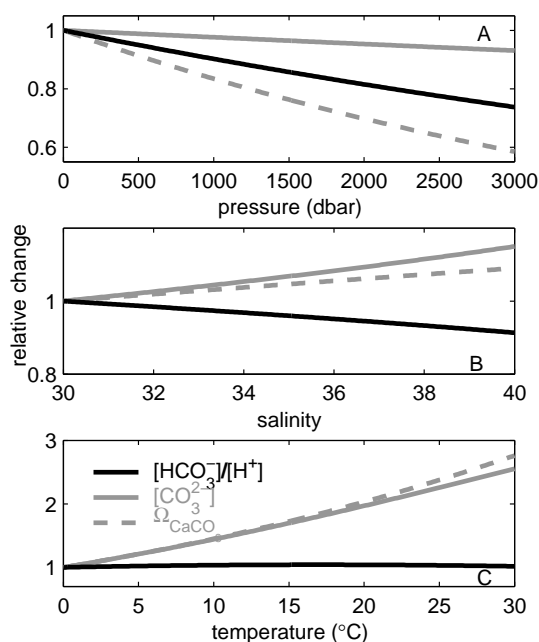 1
0.8
0.6
A
0 500 1000 1500 2000 2500 3000
pressure (dbar)
relative change
1
0.8
B
30 32 34 36 38 40
salinity
3
2
1
[HCO₃⁻]/[H⁺]
[CO₃²⁻]
Ω CaCO₃
C
0 5 10 15 20 25 30
temperature (°C)